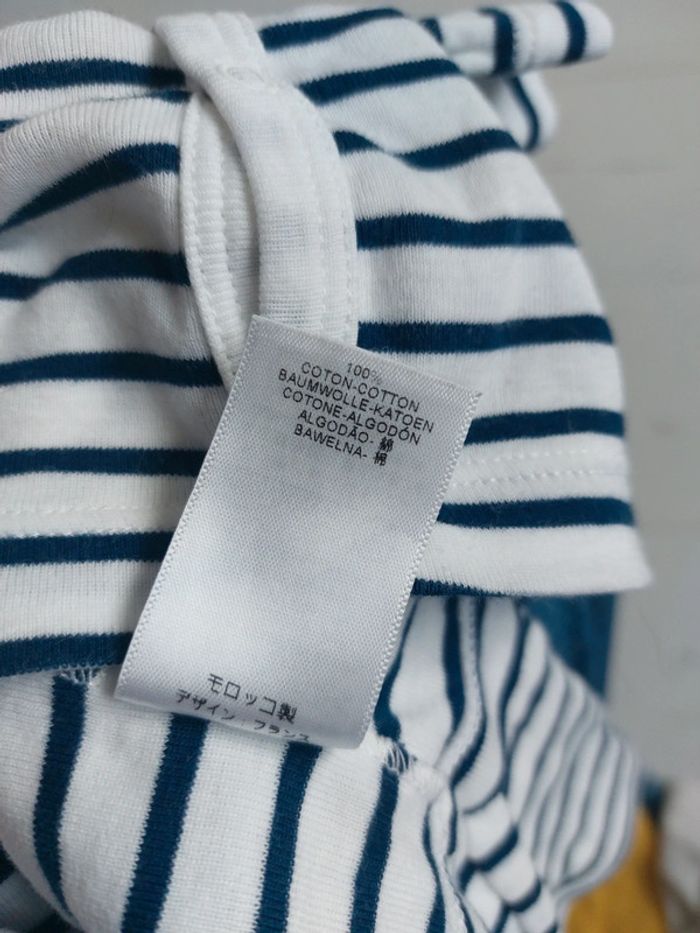 100%
COTON-COTTON
BAUMWOLLE-KATOEN
COTONE-ALGODÓN
ALGODÃO- 綿
BAWELNA- 棉
モロッコ製
デザイン：フランス